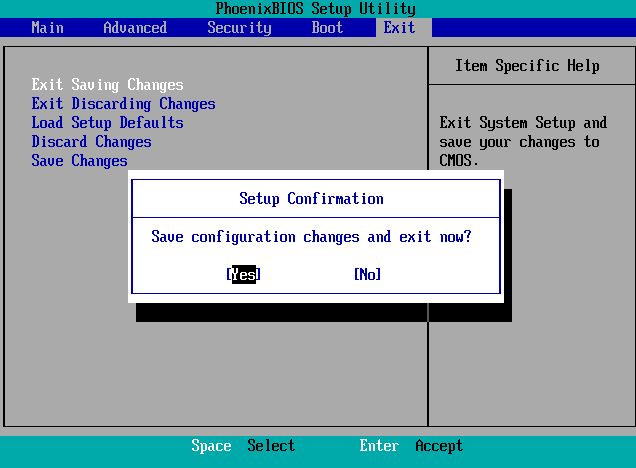 PhoenixBIOS Setup Utility
Main Advanced Security Boot Exit
Item Specific Help
Exit Saving Changes
Exit Discarding Changes
Load Setup Defaults
Discard Changes
Save Changes
Exit System Setup and
save your changes to
CMOS.
Setup Confirmation
Save configuration changes and exit now?
[Yes] [No]
Space Select Enter Accept